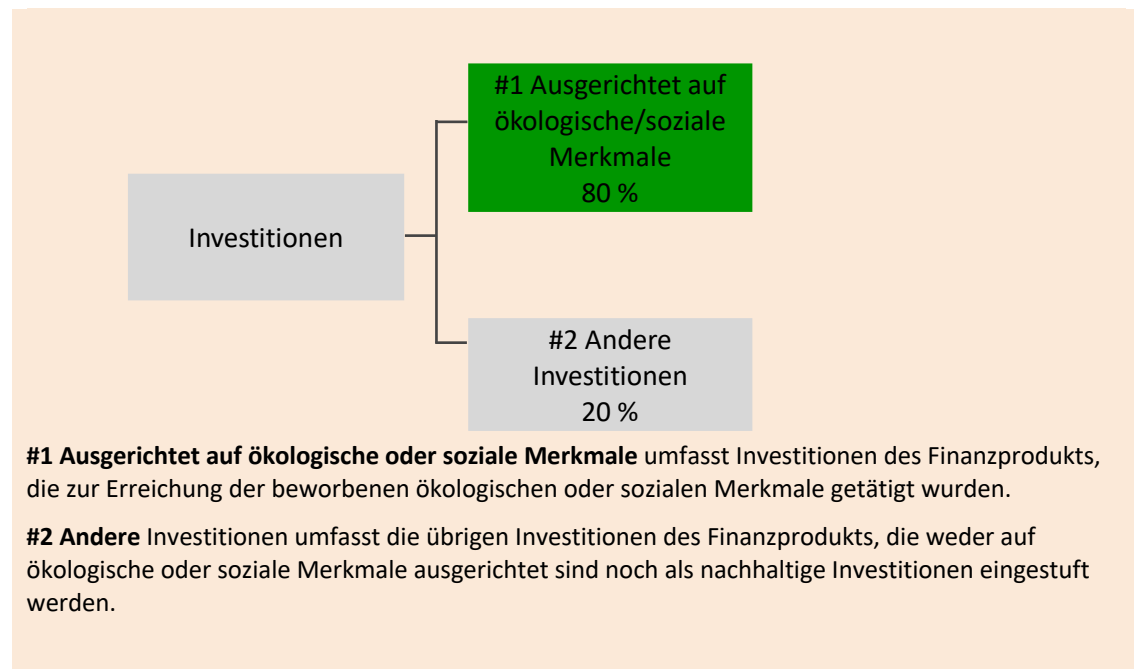 #1 Ausgerichtet auf
ökologische/soziale
Merkmale
80 %
Investitionen
#2 Andere
Investitionen
20 %
#1 Ausgerichtet auf ökologische oder soziale Merkmale umfasst Investitionen des Finanzprodukts,
die zur Erreichung der beworbenen ökologischen oder sozialen Merkmale getätigt wurden.
#2 Andere Investitionen umfasst die übrigen Investitionen des Finanzprodukts, die weder auf
ökologische oder soziale Merkmale ausgerichtet sind noch als nachhaltige Investitionen eingestuft
werden.